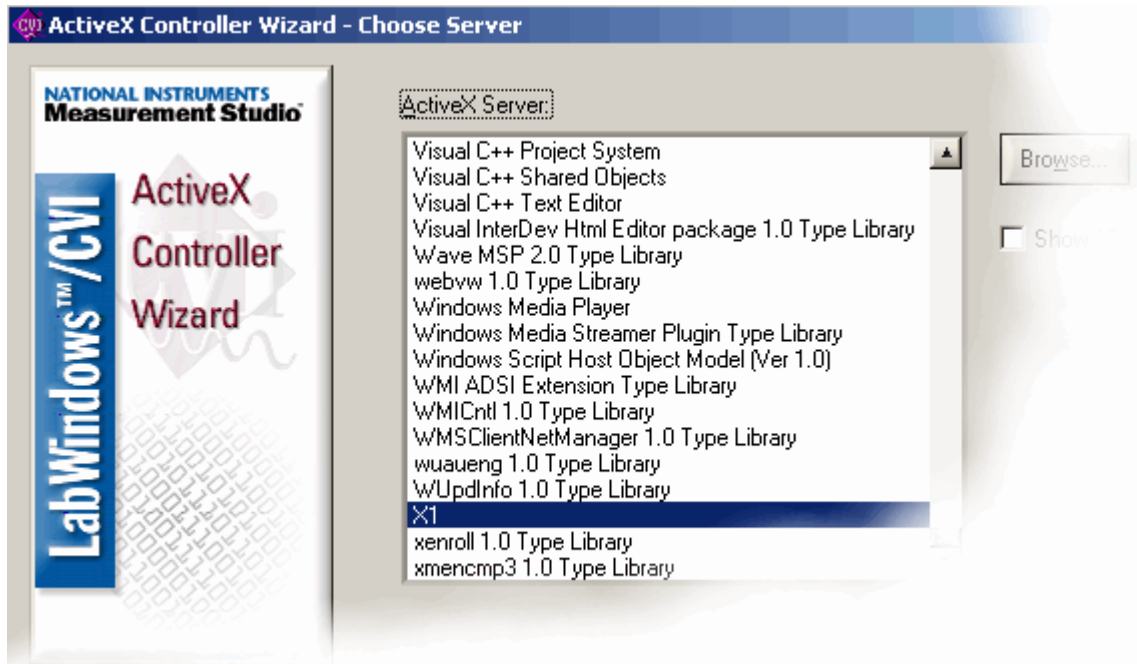 CVI ActiveX Controller Wizard - Choose Server
NATIONAL INSTRUMENTS
Measurement Studio™
LabWindows™/CVI
ActiveX
Controller
Wizard
ActiveX Server:
Visual C++ Project System
Visual C++ Shared Objects
Visual C++ Text Editor
Visual InterDev Html Editor package 1.0 Type Library
Wave MSP 2.0 Type Library
webvw 1.0 Type Library
Windows Media Player
Windows Media Streamer Plugin Type Library
Windows Script Host Object Model (Ver 1.0)
WMI ADSI Extension Type Library
WMICntl 1.0 Type Library
WMSClientNetManager 1.0 Type Library
wuaueng 1.0 Type Library
WUpdInfo 1.0 Type Library
X1
xenroll 1.0 Type Library
xmencmp3 1.0 Type Library
Browse...
Show